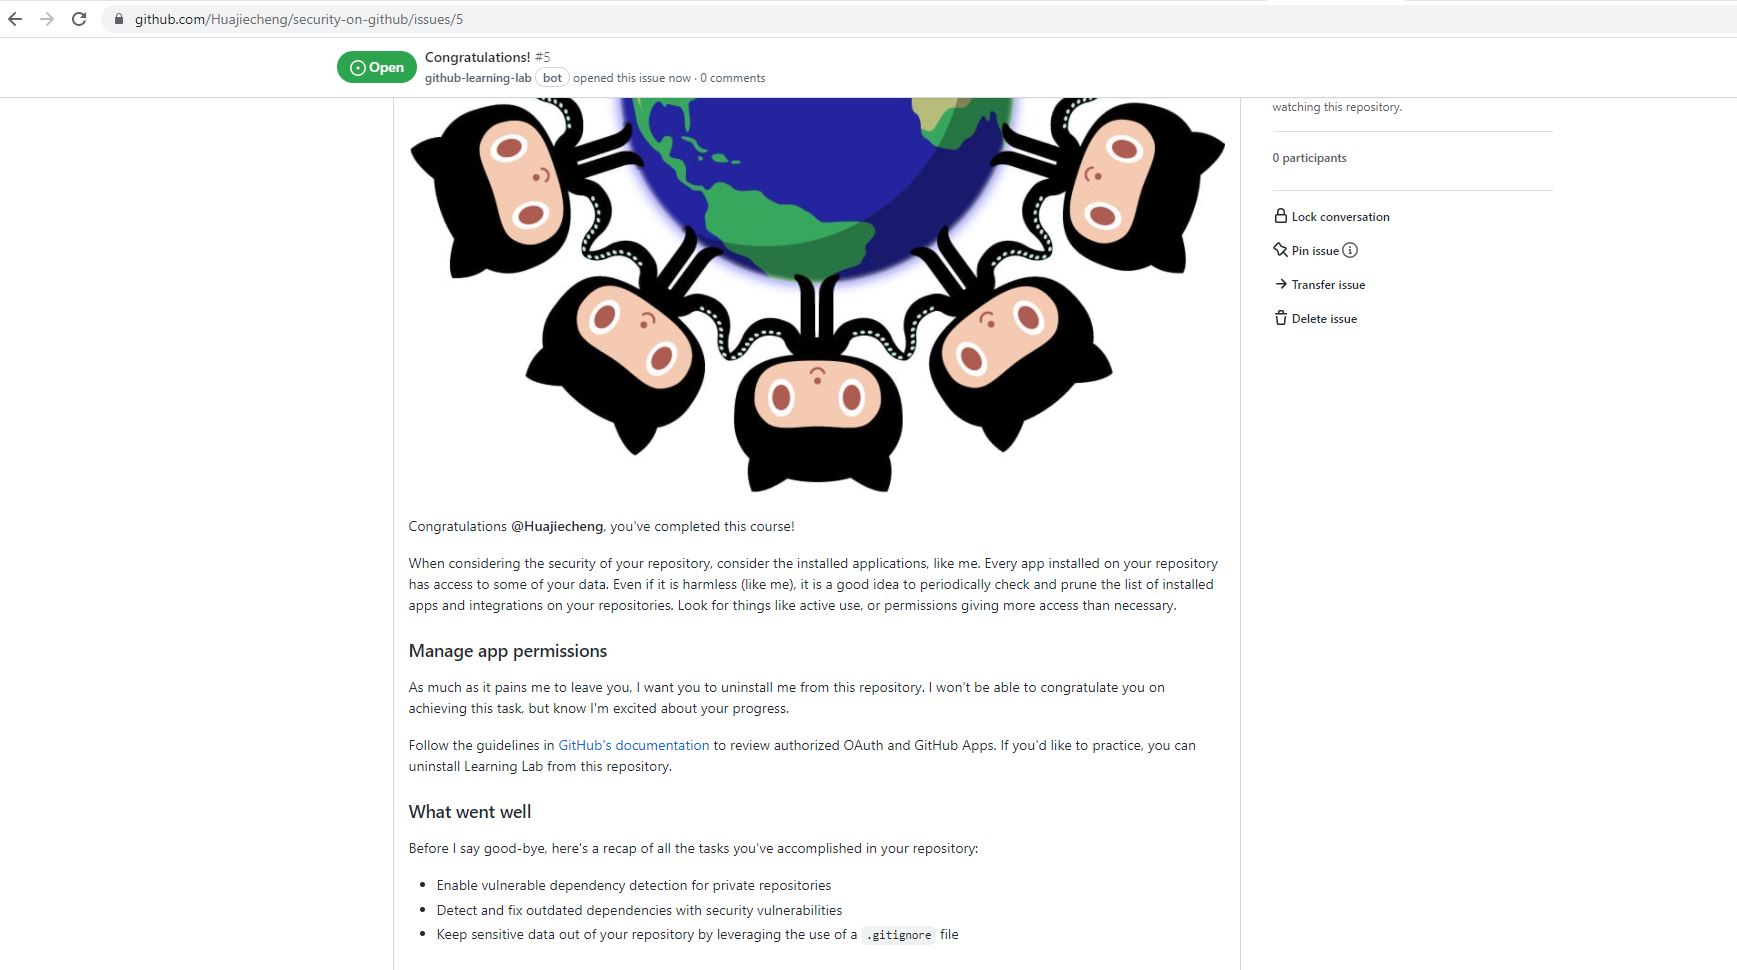 github.com/Huajiecheng/security-on-github/issues/5
Open
Congratulations! #5
github-learning-lab bot opened this issue now · 0 comments
watching this repository.
0 participants
Lock conversation
Pin issue
Transfer issue
Delete issue
Congratulations @Huajiecheng, you've completed this course!
When considering the security of your repository, consider the installed applications, like me. Every app installed on your repository
has access to some of your data. Even if it is harmless (like me), it is a good idea to periodically check and prune the list of installed
apps and integrations on your repositories. Look for things like active use, or permissions giving more access than necessary.
Manage app permissions
As much as it pains me to leave you, I want you to uninstall me from this repository. I won't be able to congratulate you on
achieving this task, but know I'm excited about your progress.
Follow the guidelines in GitHub's documentation to review authorized OAuth and GitHub Apps. If you'd like to practice, you can
uninstall Learning Lab from this repository.
What went well
Before I say good-bye, here's a recap of all the tasks you've accomplished in your repository:
• Enable vulnerable dependency detection for private repositories
• Detect and fix outdated dependencies with security vulnerabilities
• Keep sensitive data out of your repository by leveraging the use of a .gitignore file